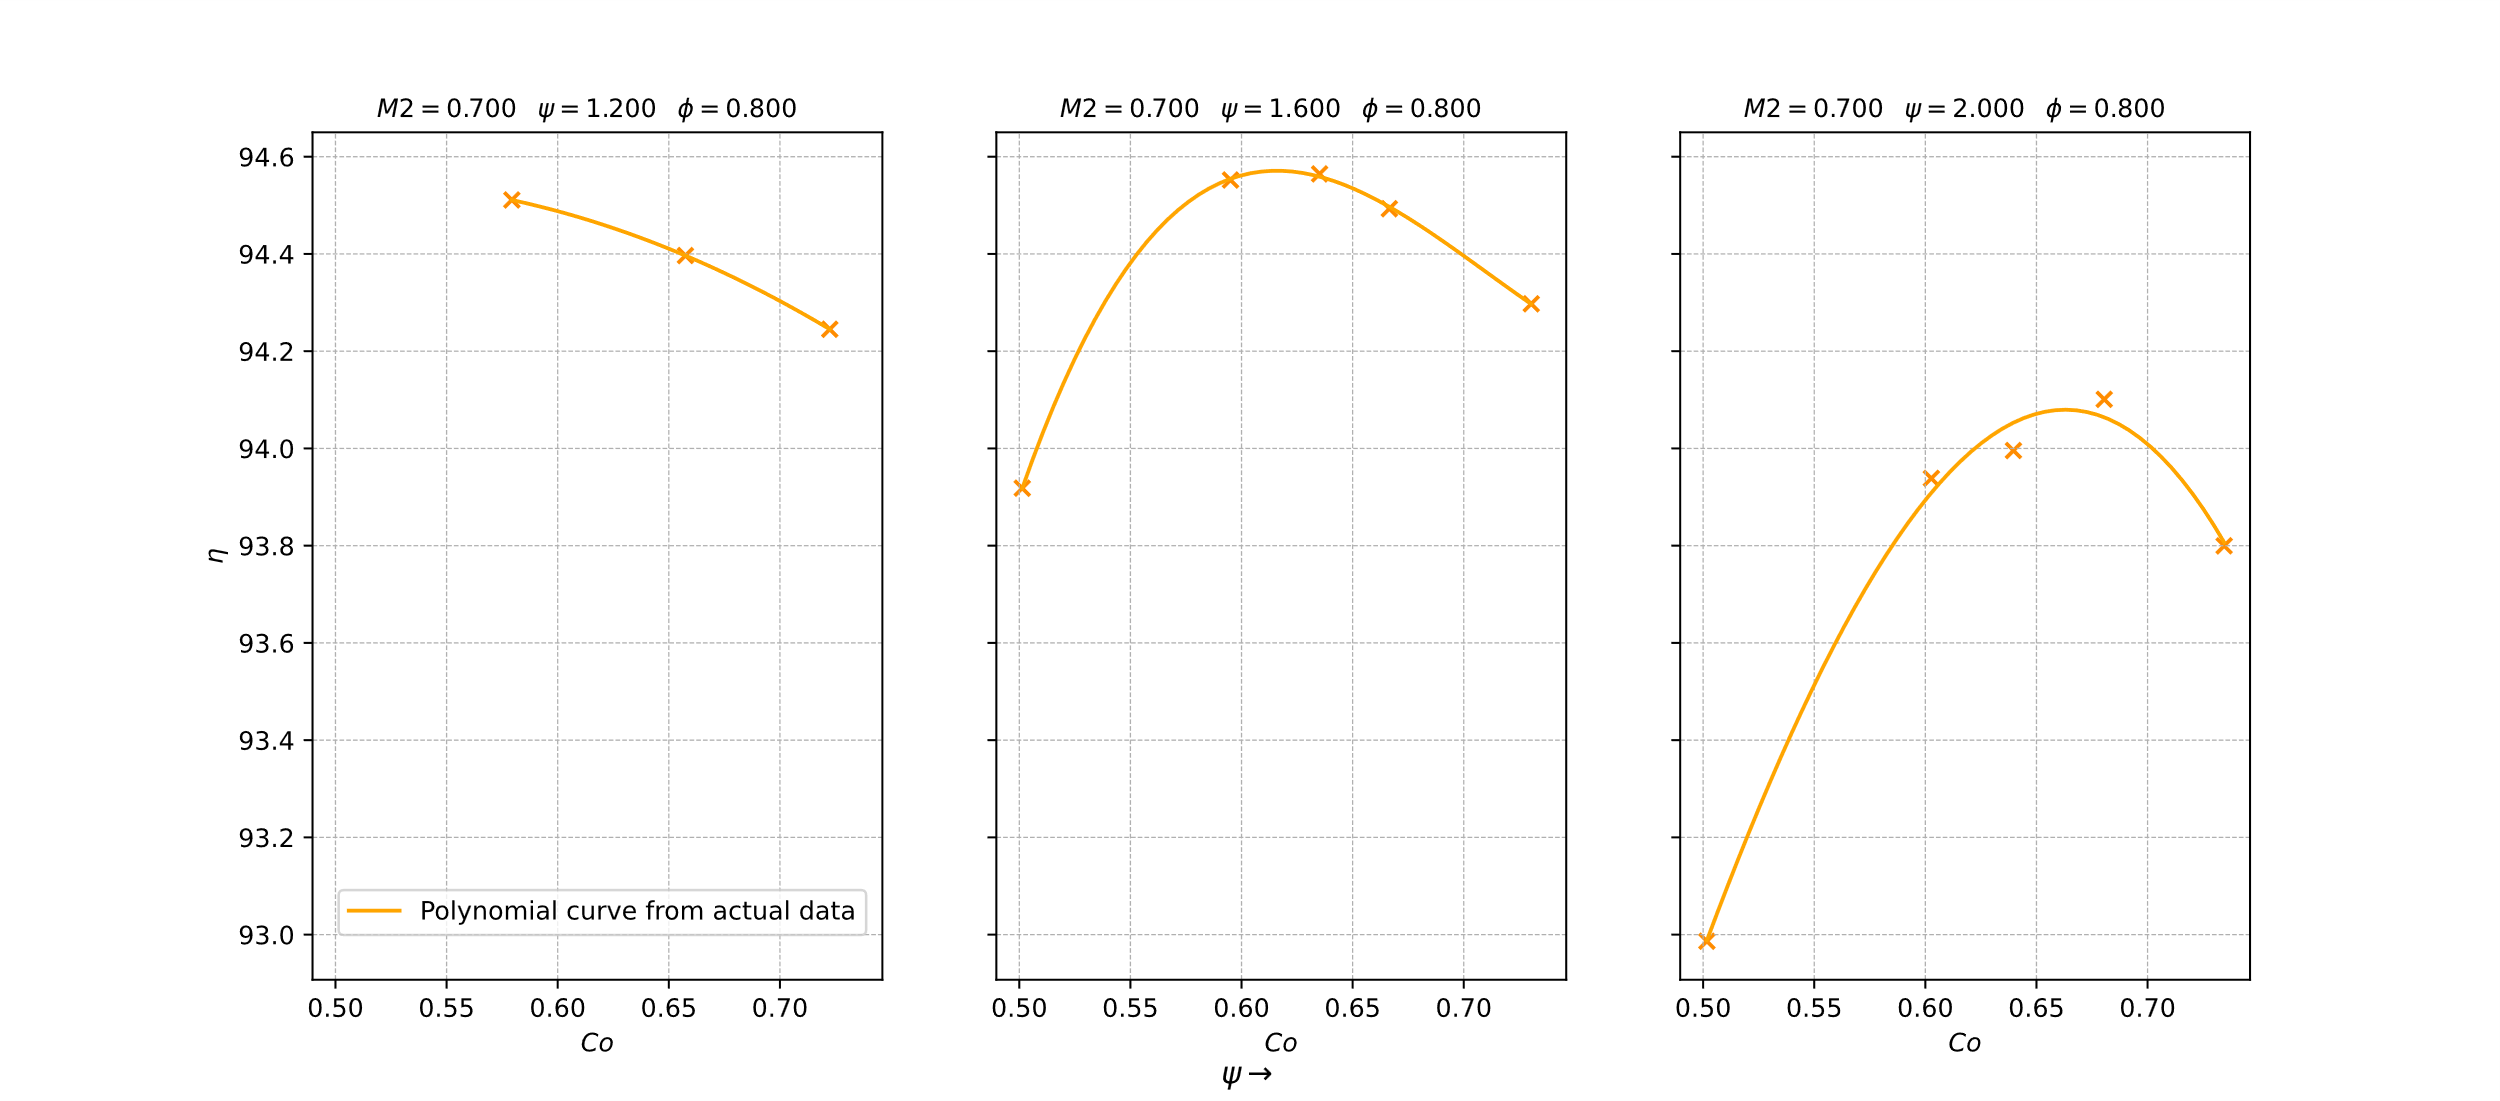 M2 = 0.700 ψ = 1.200 ϕ = 0.800
M2 = 0.700 ψ = 1.600 ϕ = 0.800
M2 = 0.700 ψ = 2.000 ϕ = 0.800
94.6
94.4
94.2
94.0
93.8
93.6
93.4
93.2
93.0
η
Polynomial curve from actual data
0.50 0.55 0.60 0.65 0.70
0.50 0.55 0.60 0.65 0.70
0.50 0.55 0.60 0.65 0.70
Co
Co
Co
ψ →